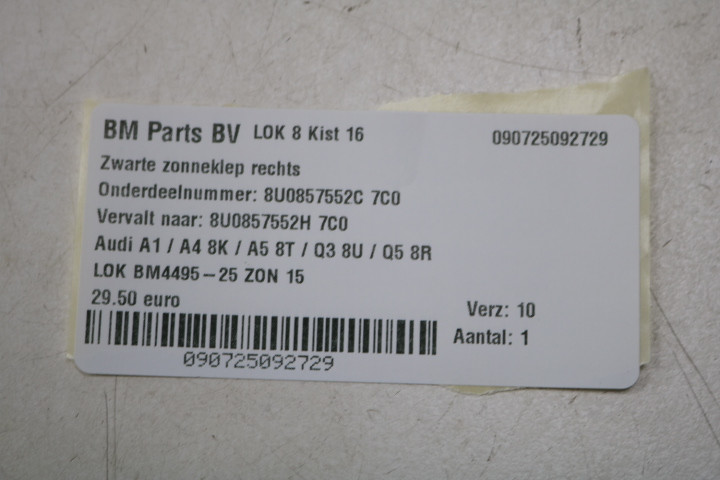 BM Parts BV LOK 8 Kist 16 090725092729
Zwarte zonneklep rechts
Onderdeelnummer: 8U0857552C 7C0
Vervalt naar: 8U0857552H 7C0
Audi A1 / A4 8K / A5 8T / Q3 8U / Q5 8R
LOK BM4495-25 ZON 15
29.50 euro
Verz: 10
Aantal: 1
090725092729